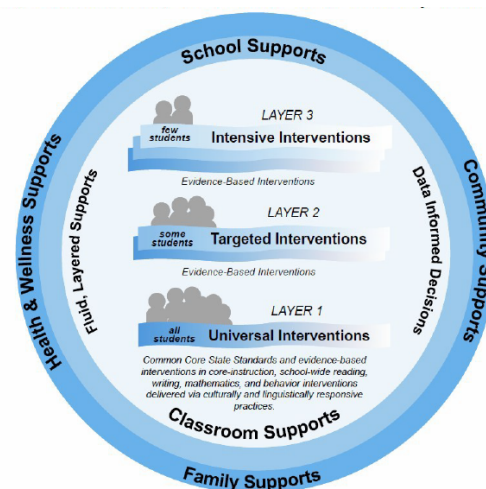 School Supports
Health & Wellness Supports
Community Supports
Fluid, Layered Supports
Data Informed Decisions
LAYER 3
few
students
Intensive Interventions
Evidence-Based Interventions
LAYER 2
some
students
Targeted Interventions
Evidence-Based Interventions
LAYER 1
all
students
Universal Interventions
Common Core State Standards and evidence-based
interventions in core-instruction, school-wide reading,
writing, mathematics, and behavior interventions
delivered via culturally and linguistically responsive
practices.
Classroom Supports
Family Supports